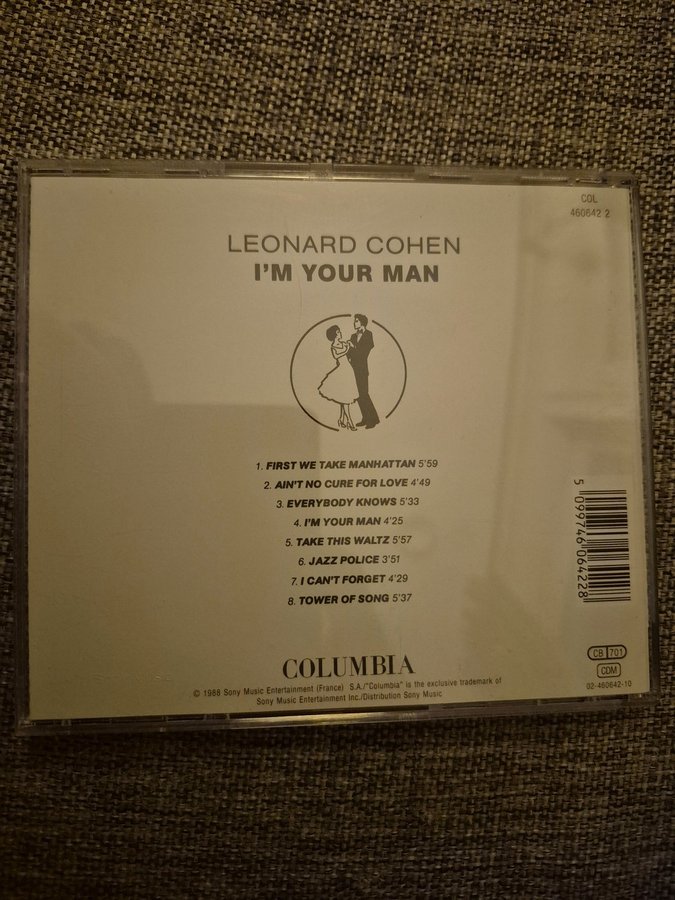 COL
460642 2
LEONARD COHEN
I'M YOUR MAN
1. FIRST WE TAKE MANHATTAN 5'59
2. AIN'T NO CURE FOR LOVE 4'49
3. EVERYBODY KNOWS 5'33
4. I'M YOUR MAN 4'25
5. TAKE THIS WALTZ 5'57
6. JAZZ POLICE 3'51
7. I CAN'T FORGET 4'29
8. TOWER OF SONG 5'37
5 099746 064228
CB 701
CDM
02-460642-10
COLUMBIA
© 1988 Sony Music Entertainment (France) S.A./"Columbia" is the exclusive trademark of
Sony Music Entertainment Inc./Distribution Sony Music